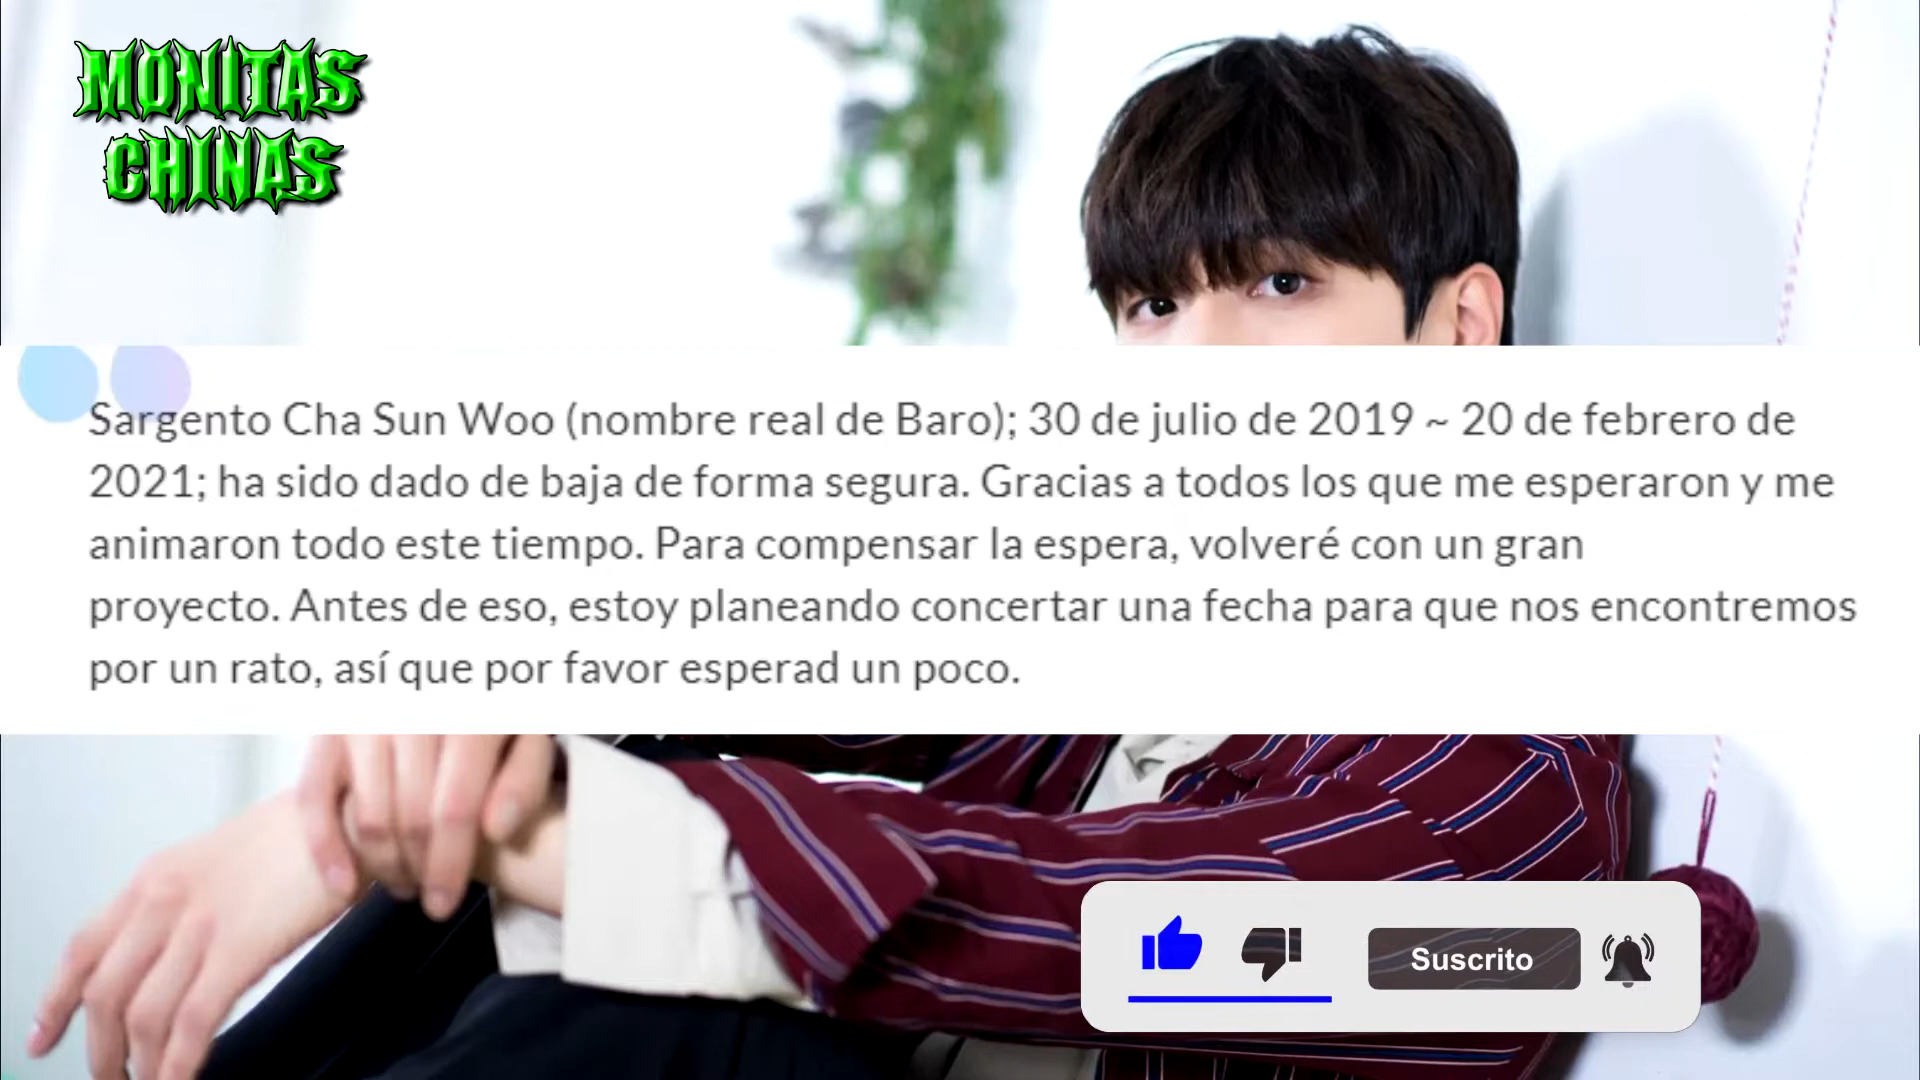 MONITAS
CHINAS
Sargento Cha Sun Woo (nombre real de Baro); 30 de julio de 2019 ~ 20 de febrero de
2021; ha sido dado de baja de forma segura. Gracias a todos los que me esperaron y me
animaron todo este tiempo. Para compensar la espera, volveré con un gran
proyecto. Antes de eso, estoy planeando concertar una fecha para que nos encontremos
por un rato, así que por favor esperad un poco.
Suscrito